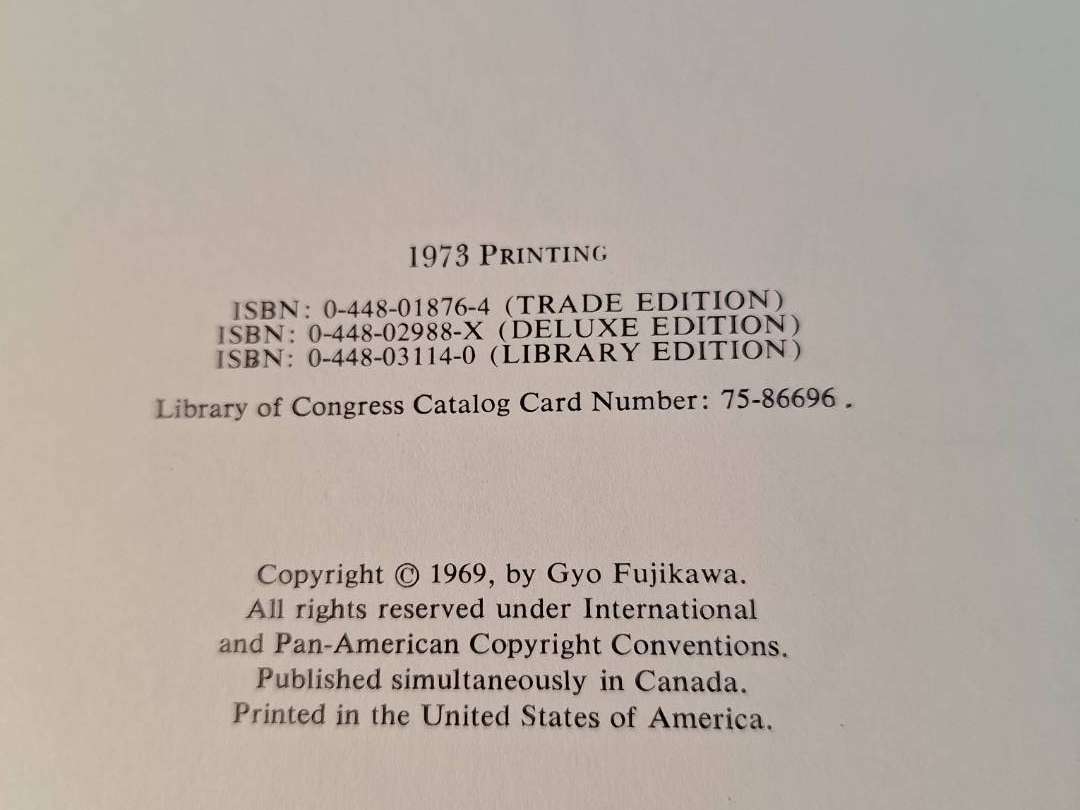 1973 PRINTING
ISBN: 0-448-01876-4 (TRADE EDITION)
ISBN: 0-448-02988-X (DELUXE EDITION)
ISBN: 0-448-03114-0 (LIBRARY EDITION)
Library of Congress Catalog Card Number: 75-86696 .
Copyright © 1969, by Gyo Fujikawa.
All rights reserved under International
and Pan-American Copyright Conventions.
Published simultaneously in Canada.
Printed in the United States of America.